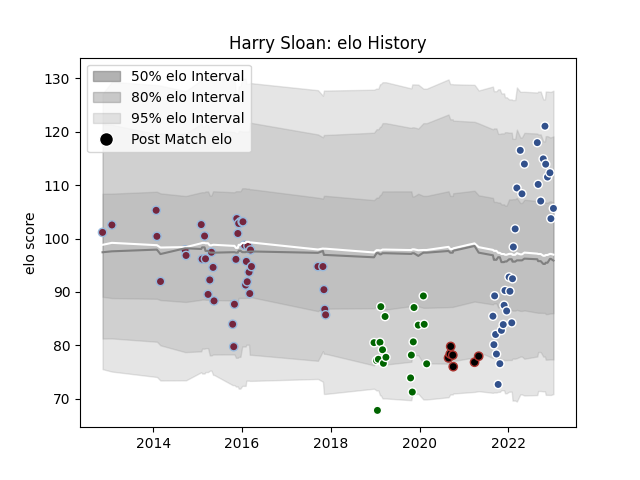 Harry Sloan: elo History
130
120
110
100
90
80
70
elo score
50% elo Interval
80% elo Interval
95% elo Interval
Post Match elo
2014
2016
2018
2020
2022